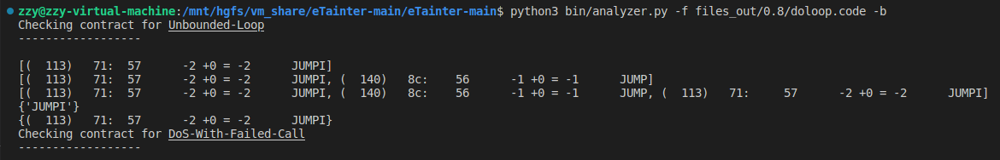 zzy@zzy-virtual-machine:/mnt/hgfs/vm_share/eTainter-main/eTainter-main$ python3 bin/analyzer.py -f files_out/0.8/doloop.code -b
Checking contract for Unbounded-Loop
------------------
[(  113)   71:  57      -2 +0 = -2      JUMPI]
[(  113)   71:  57      -2 +0 = -2      JUMPI, (  140)   8c:    56      -1 +0 = -1      JUMP]
[(  113)   71:  57      -2 +0 = -2      JUMPI, (  140)   8c:    56      -1 +0 = -1      JUMP, (  113)   71:     57      -2 +0 = -2      JUMPI]
{'JUMPI'}
{(  113)   71:  57      -2 +0 = -2      JUMPI}
Checking contract for DoS-With-Failed-Call
------------------